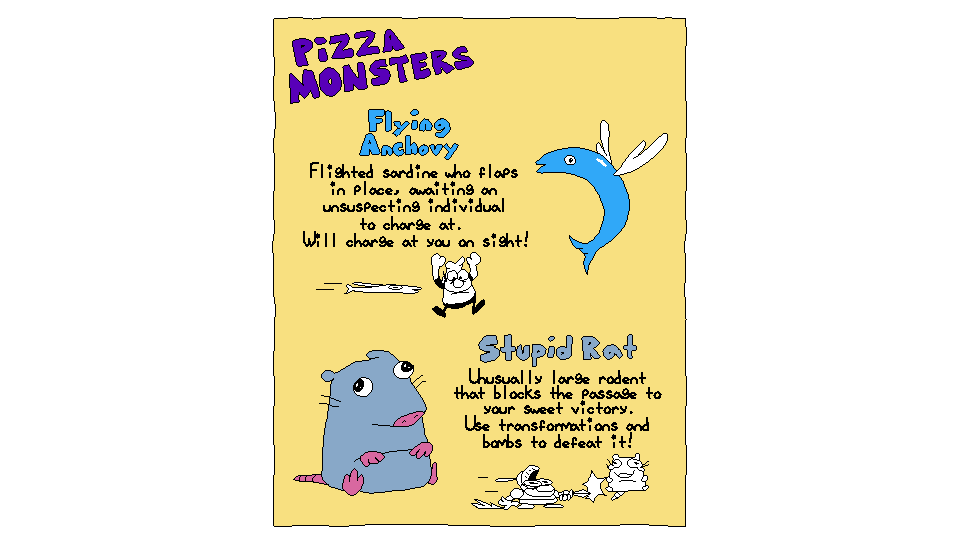 PiZZA
MONSTERS
Flying
Anchovy
Flighted sardine who flaps
in place, awaiting an
unsuspecting individual
to charge at.
Will charge at you on sight!
Stupid Rat
Unusually large rodent
that blocks the passage to
your sweet victory.
Use transformations and
bombs to defeat it!